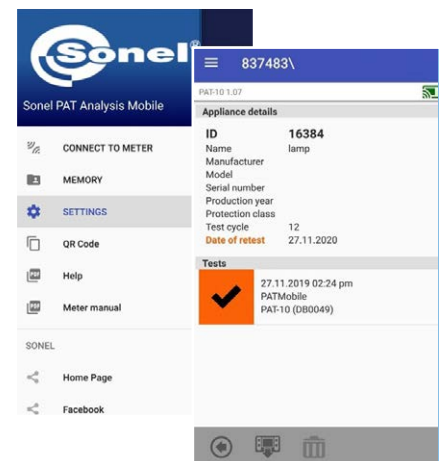 Sonel®
Sonel PAT Analysis Mobile
CONNECT TO METER
MEMORY
SETTINGS
QR Code
Help
Meter manual
SONEL
Home Page
Facebook
837483\
PAT-10 1.07
Appliance details
ID 16384
Name lamp
Manufacturer
Model
Serial number
Production year
Protection class
Test cycle 12
Date of retest 27.11.2020
Tests
27.11.2019 02:24 pm
PATMobile
PAT-10 (DB0049)